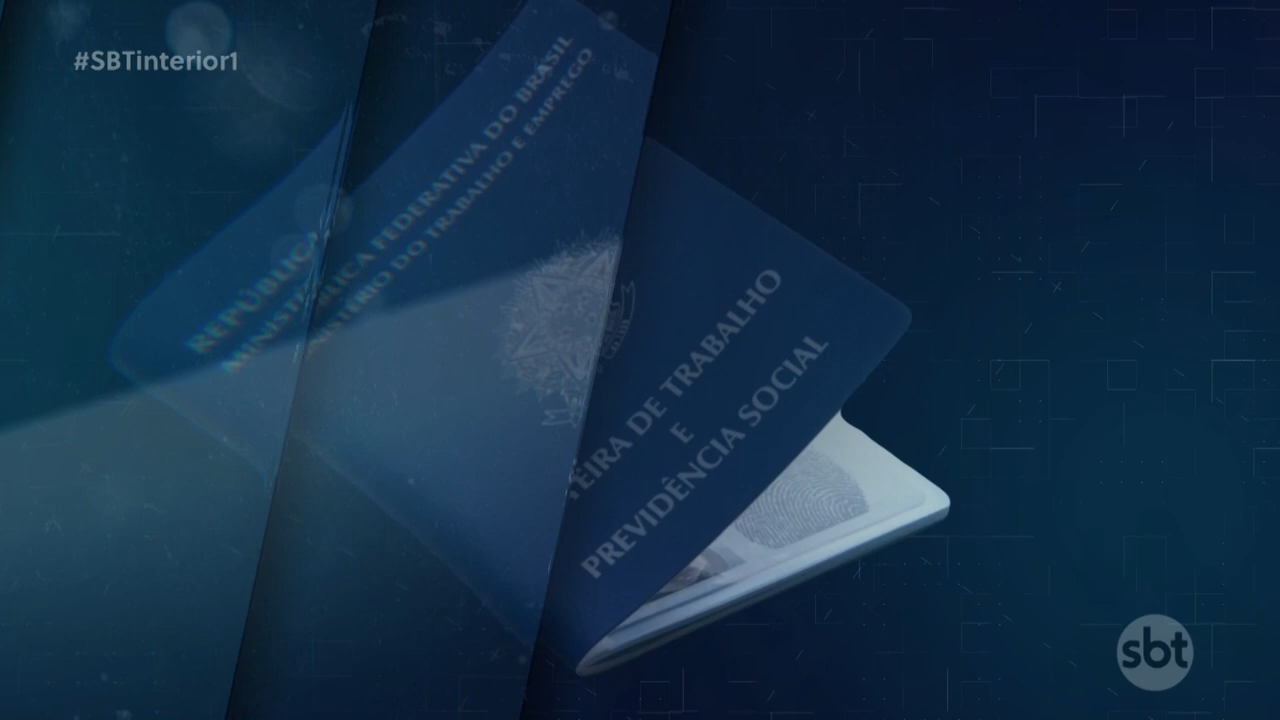 #SBTinterior1
REPÚBLICA FEDERATIVA DO BRASIL
MINISTÉRIO DO TRABALHO E EMPREGO
TEIRA DE TRABALHO
E
PREVIDÊNCIA SOCIAL
sbt